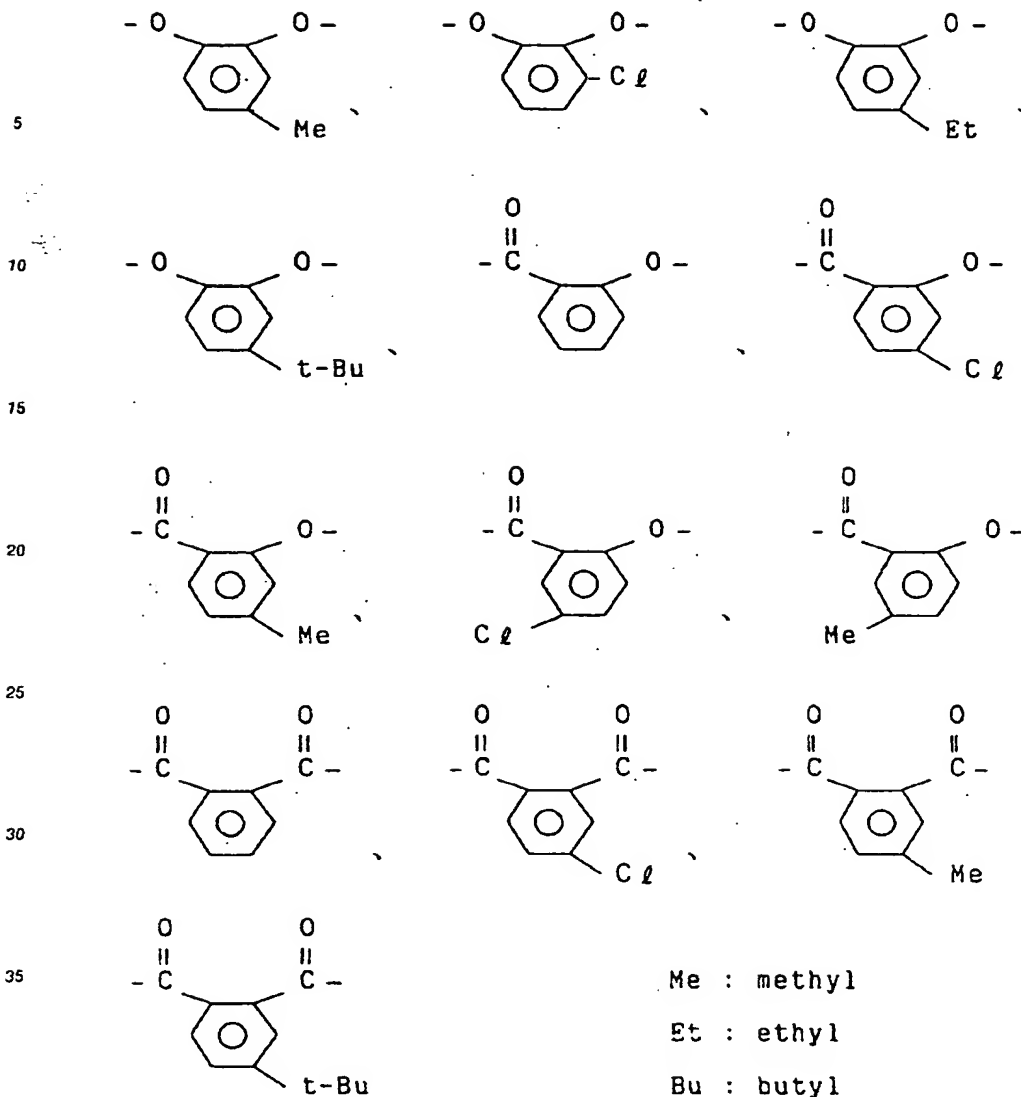 - O O - - O O - - O O -
Cℓ
5 Me 、 、 Et 、
O O
|| ||
10 - O O - - C O - - C O -
t-Bu 、 、 Cℓ
15
O O O
|| || ||
20 - C O - - C O - - C O -
Me 、 Cℓ 、 Me
25
O O O O O O
|| || || || || ||
- C C - - C C - - C C -
30
、 Cℓ 、 Me
O O
|| ||
35 - C C - Me : methyl
Et : ethyl
t-Bu Bu : butyl